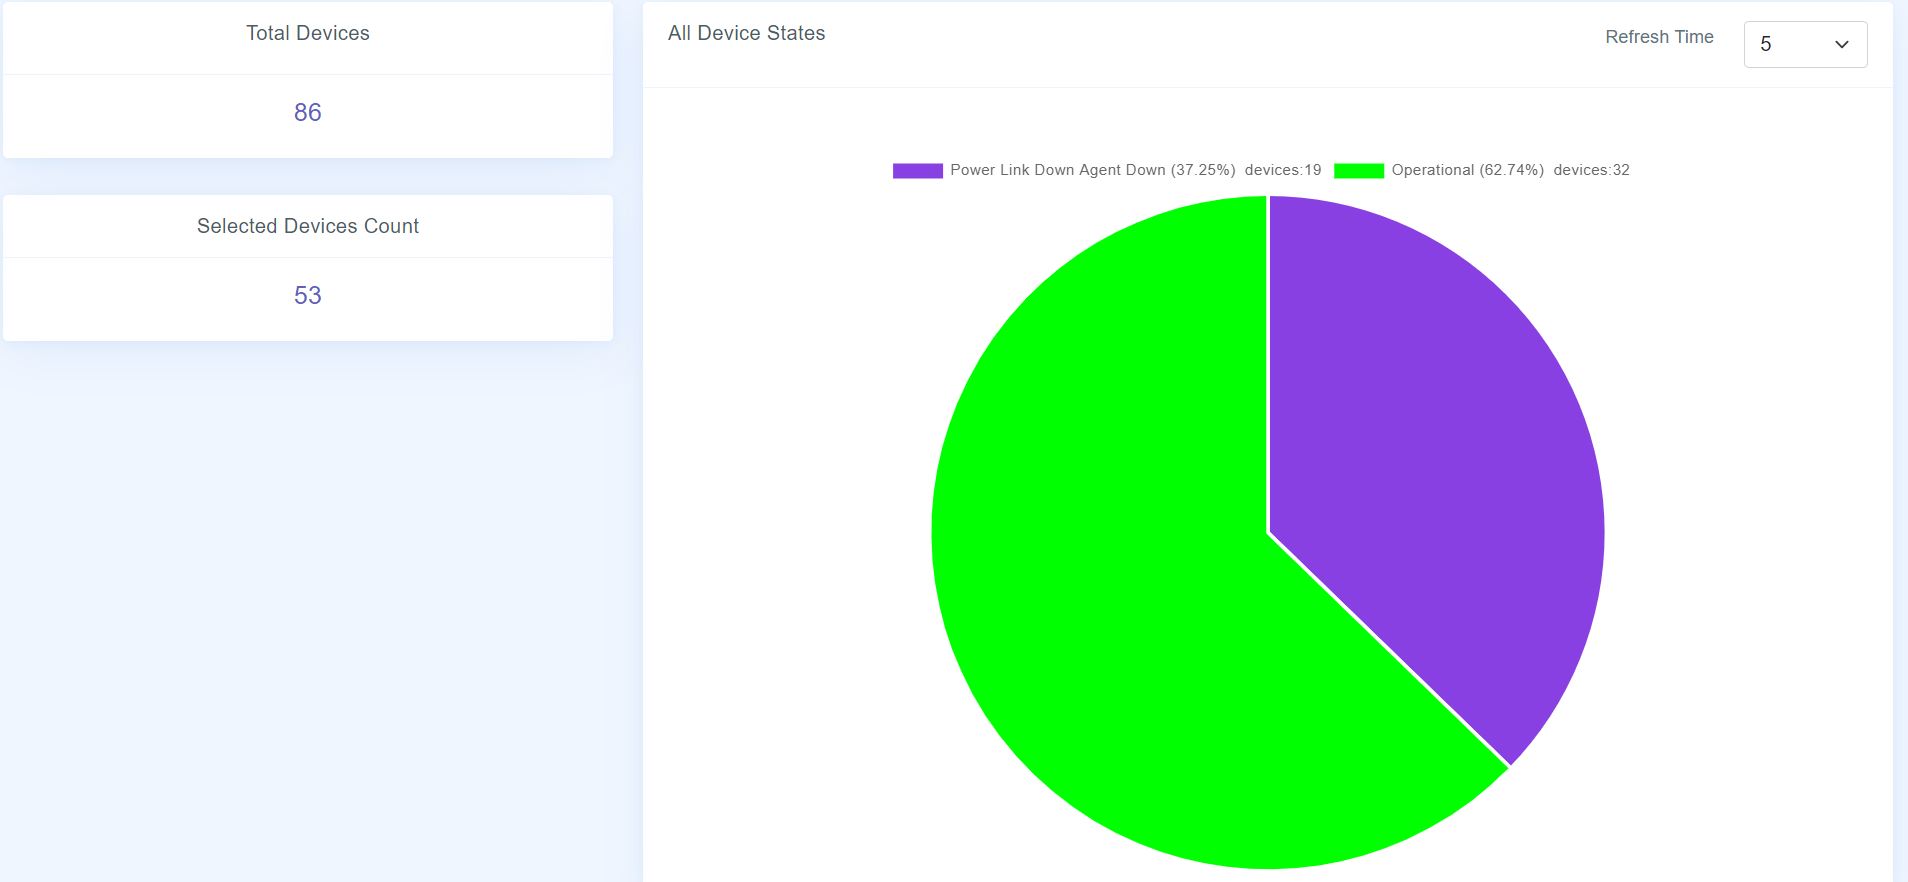 Total Devices
86
Selected Devices Count
53
All Device States
Refresh Time
5
Power Link Down Agent Down (37.25%) devices:19
Operational (62.74%) devices:32